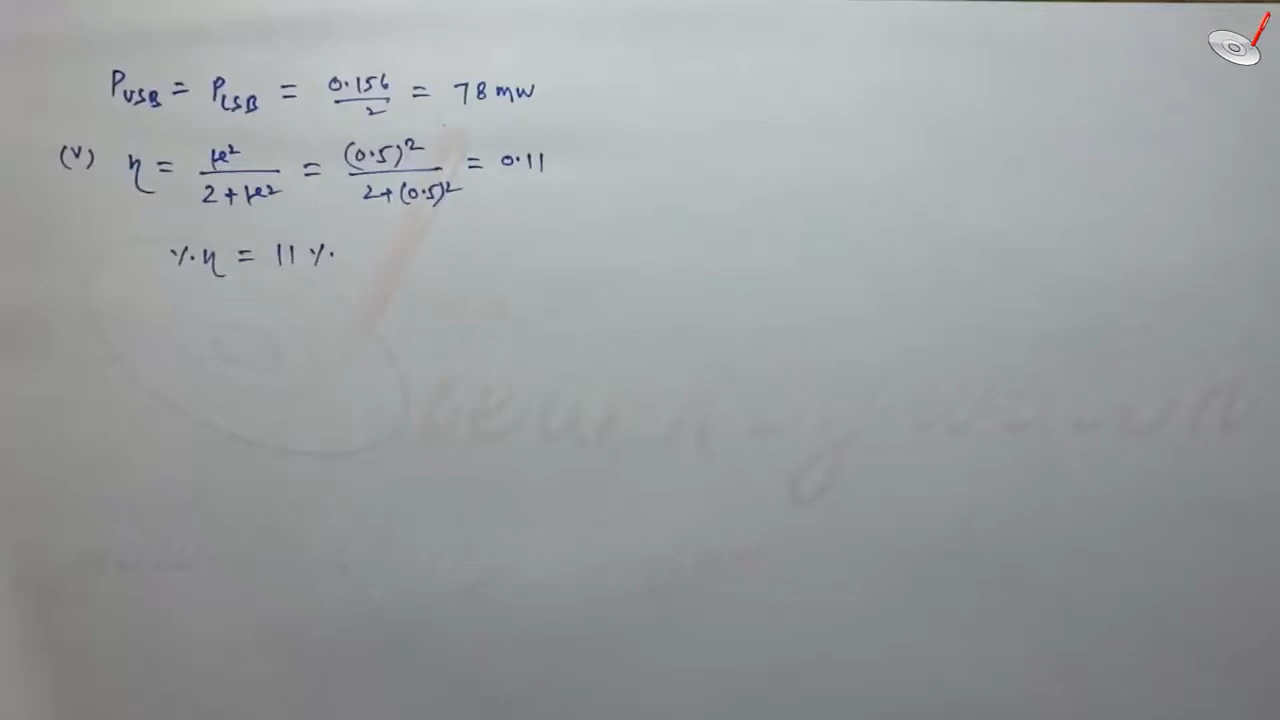 P_USB = P_LSB = 0.156/2 = 78 mW
(V) η = μ²/(2+μ²) = (0.5)²/(2+(0.5)²) = 0.11
%η = 11%